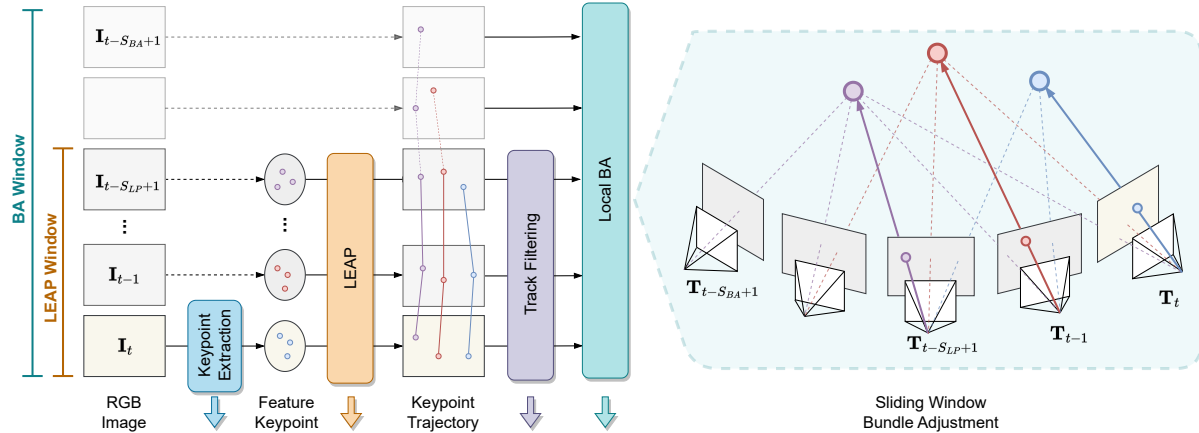 BA Window
LEAP Window
I_{t-S_{BA}+1}
I_{t-S_{LP}+1}
⋮
I_{t-1}
I_t
Keypoint
Extraction
⋮
LEAP
Track Filtering
Local BA
RGB
Image
Feature
Keypoint
Keypoint
Trajectory
T_{t-S_{BA}+1}
T_{t-S_{LP}+1}
T_{t-1}
T_t
Sliding Window
Bundle Adjustment